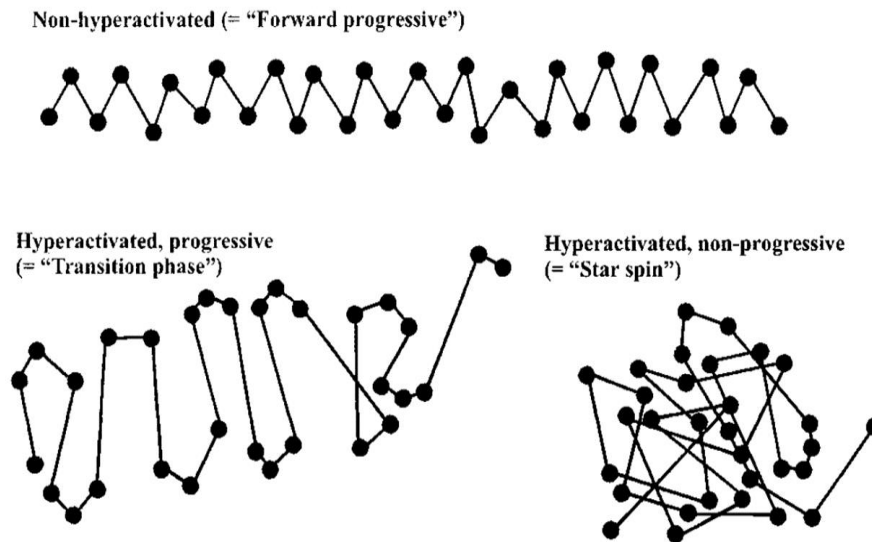 Non-hyperactivated (= “Forward progressive”)
Hyperactivated, progressive
(= “Transition phase”)
Hyperactivated, non-progressive
(= “Star spin”)